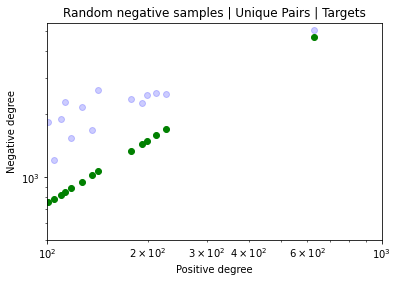 Random negative samples | Unique Pairs | Targets
Negative degree
10³
10² 2 × 10² 3 × 10² 4 × 10² 6 × 10² 10³
Positive degree